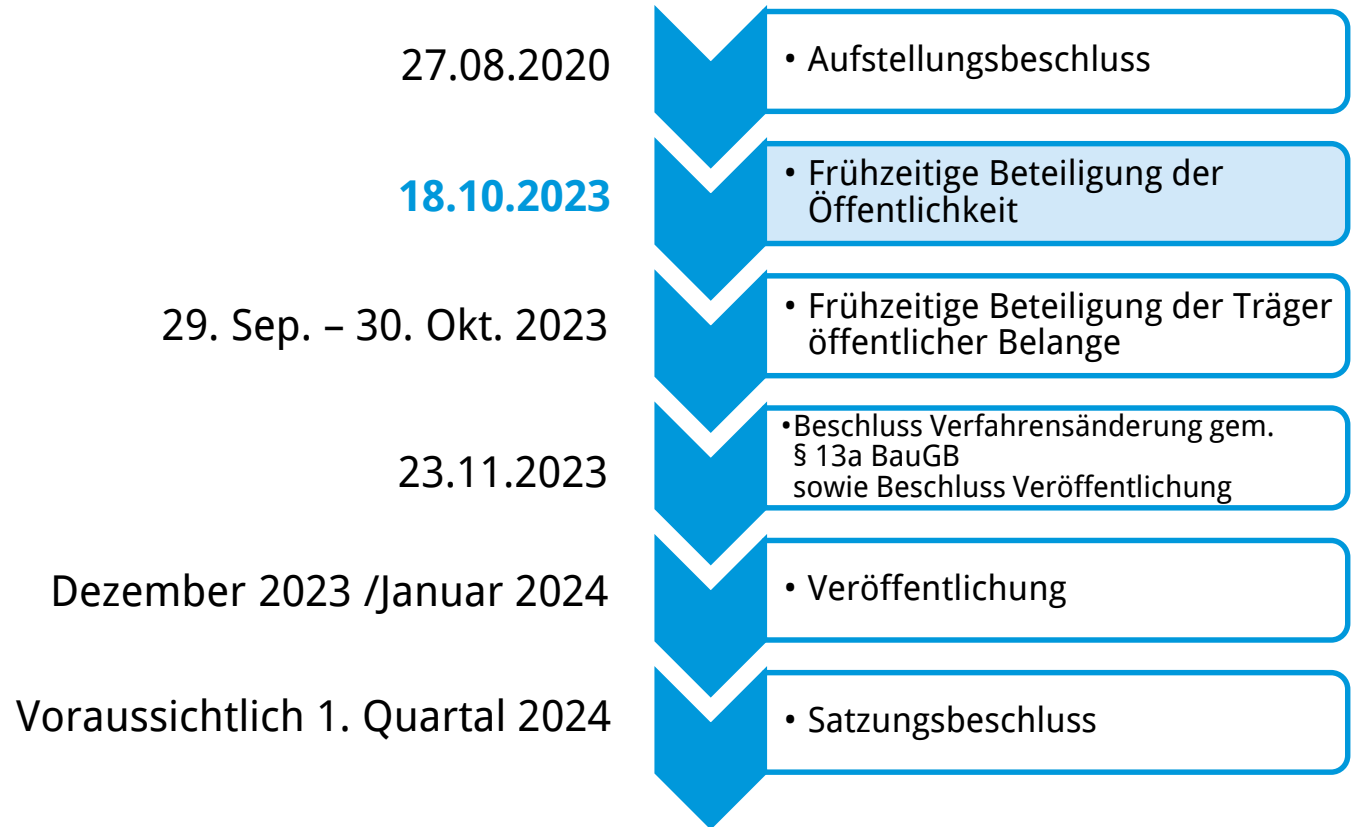 27.08.2020
• Aufstellungsbeschluss
18.10.2023
• Frühzeitige Beteiligung der
Öffentlichkeit
29. Sep. – 30. Okt. 2023
• Frühzeitige Beteiligung der Träger
öffentlicher Belange
23.11.2023
•Beschluss Verfahrensänderung gem.
§ 13a BauGB
sowie Beschluss Veröffentlichung
Dezember 2023 /Januar 2024
• Veröffentlichung
Voraussichtlich 1. Quartal 2024
• Satzungsbeschluss